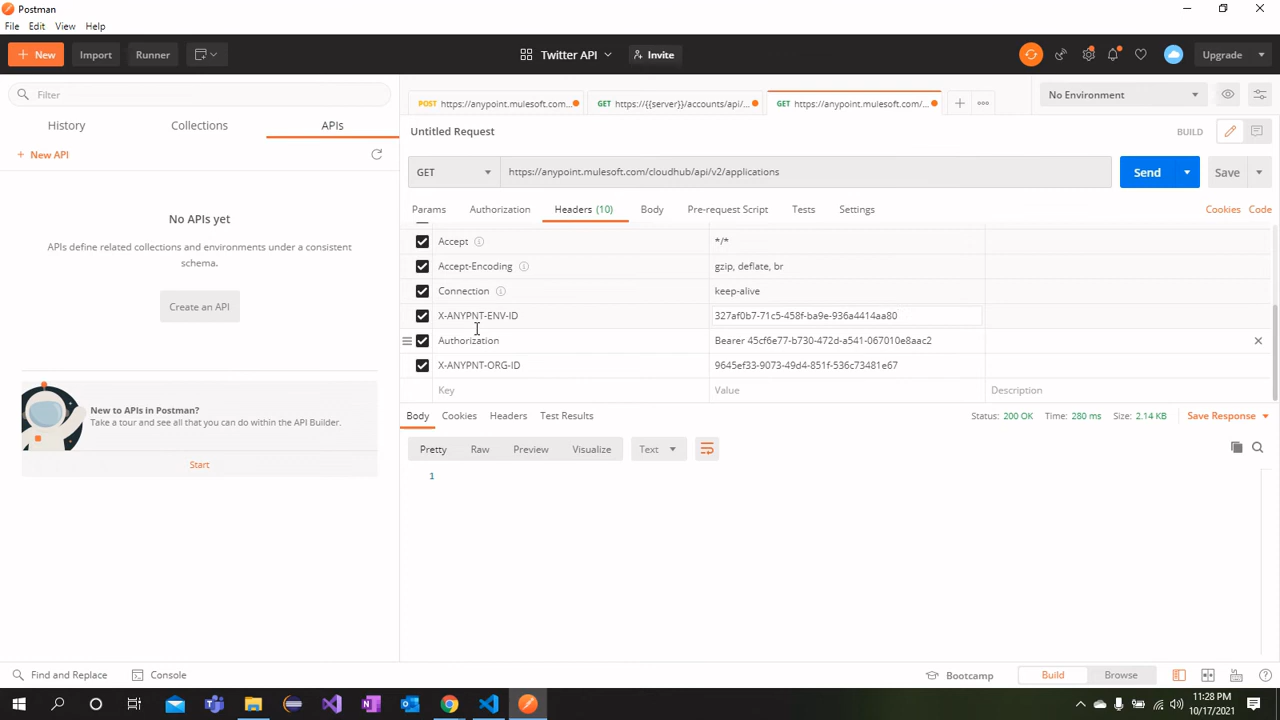 Postman
File Edit View Help
+ New Import Runner Twitter API Invite Upgrade
Filter
History Collections APIs
+ New API
No APIs yet
APIs define related collections and environments under a consistent
schema.
Create an API
New to APIs in Postman?
Take a tour and see all that you can do within the API Builder.
Start
POST https://anypoint.mulesoft.com... GET https://{{server}}/accounts/api/... GET https://anypoint.mulesoft.com/... + No Environment
Untitled Request BUILD
GET https://anypoint.mulesoft.com/cloudhub/api/v2/applications Send Save
Params Authorization Headers (10) Body Pre-request Script Tests Settings Cookies Code
Accept */*
Accept-Encoding gzip, deflate, br
Connection keep-alive
X-ANYPNT-ENV-ID 327af0b7-71c5-458f-ba9e-936a4414aa80
Authorization Bearer 45cf6e77-b730-472d-a541-067010e8aac2
X-ANYPNT-ORG-ID 9645ef33-9073-49d4-851f-536c73481e67
Key Value Description
Body Cookies Headers Test Results Status: 200 OK Time: 280 ms Size: 2.14 KB Save Response
Pretty Raw Preview Visualize Text
1
Find and Replace Console Bootcamp Build Browse
11:28 PM
10/17/2021